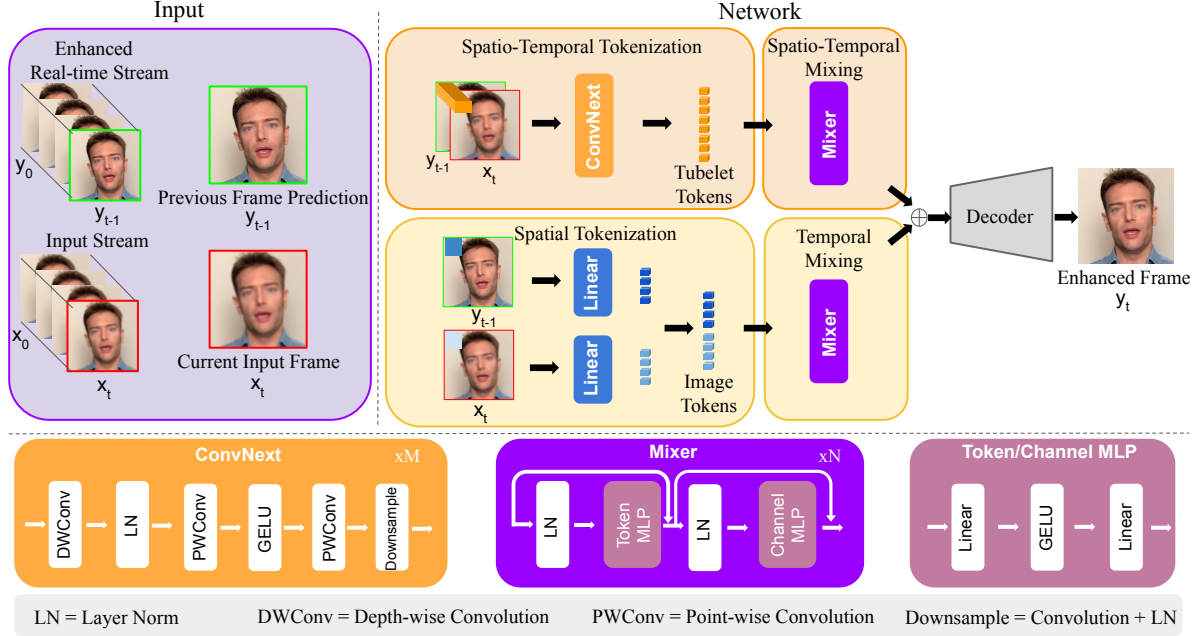 Input
Enhanced
Real-time Stream
y0
yt-1
Previous Frame Prediction
yt-1
Input Stream
x0
xt
Current Input Frame
xt
Network
Spatio-Temporal Tokenization
yt-1
xt
ConvNext
Tubelet
Tokens
Spatio-Temporal
Mixing
Mixer
Spatial Tokenization
yt-1
Linear
xt
Linear
Image
Tokens
Temporal
Mixing
Mixer
Decoder
Enhanced Frame
yt
ConvNext
xM
DWConv
LN
PWConv
GELU
PWConv
Downsample
Mixer
xN
LN
Token
MLP
LN
Channel
MLP
Token/Channel MLP
Linear
GELU
Linear
LN = Layer Norm
DWConv = Depth-wise Convolution
PWConv = Point-wise Convolution
Downsample = Convolution + LN